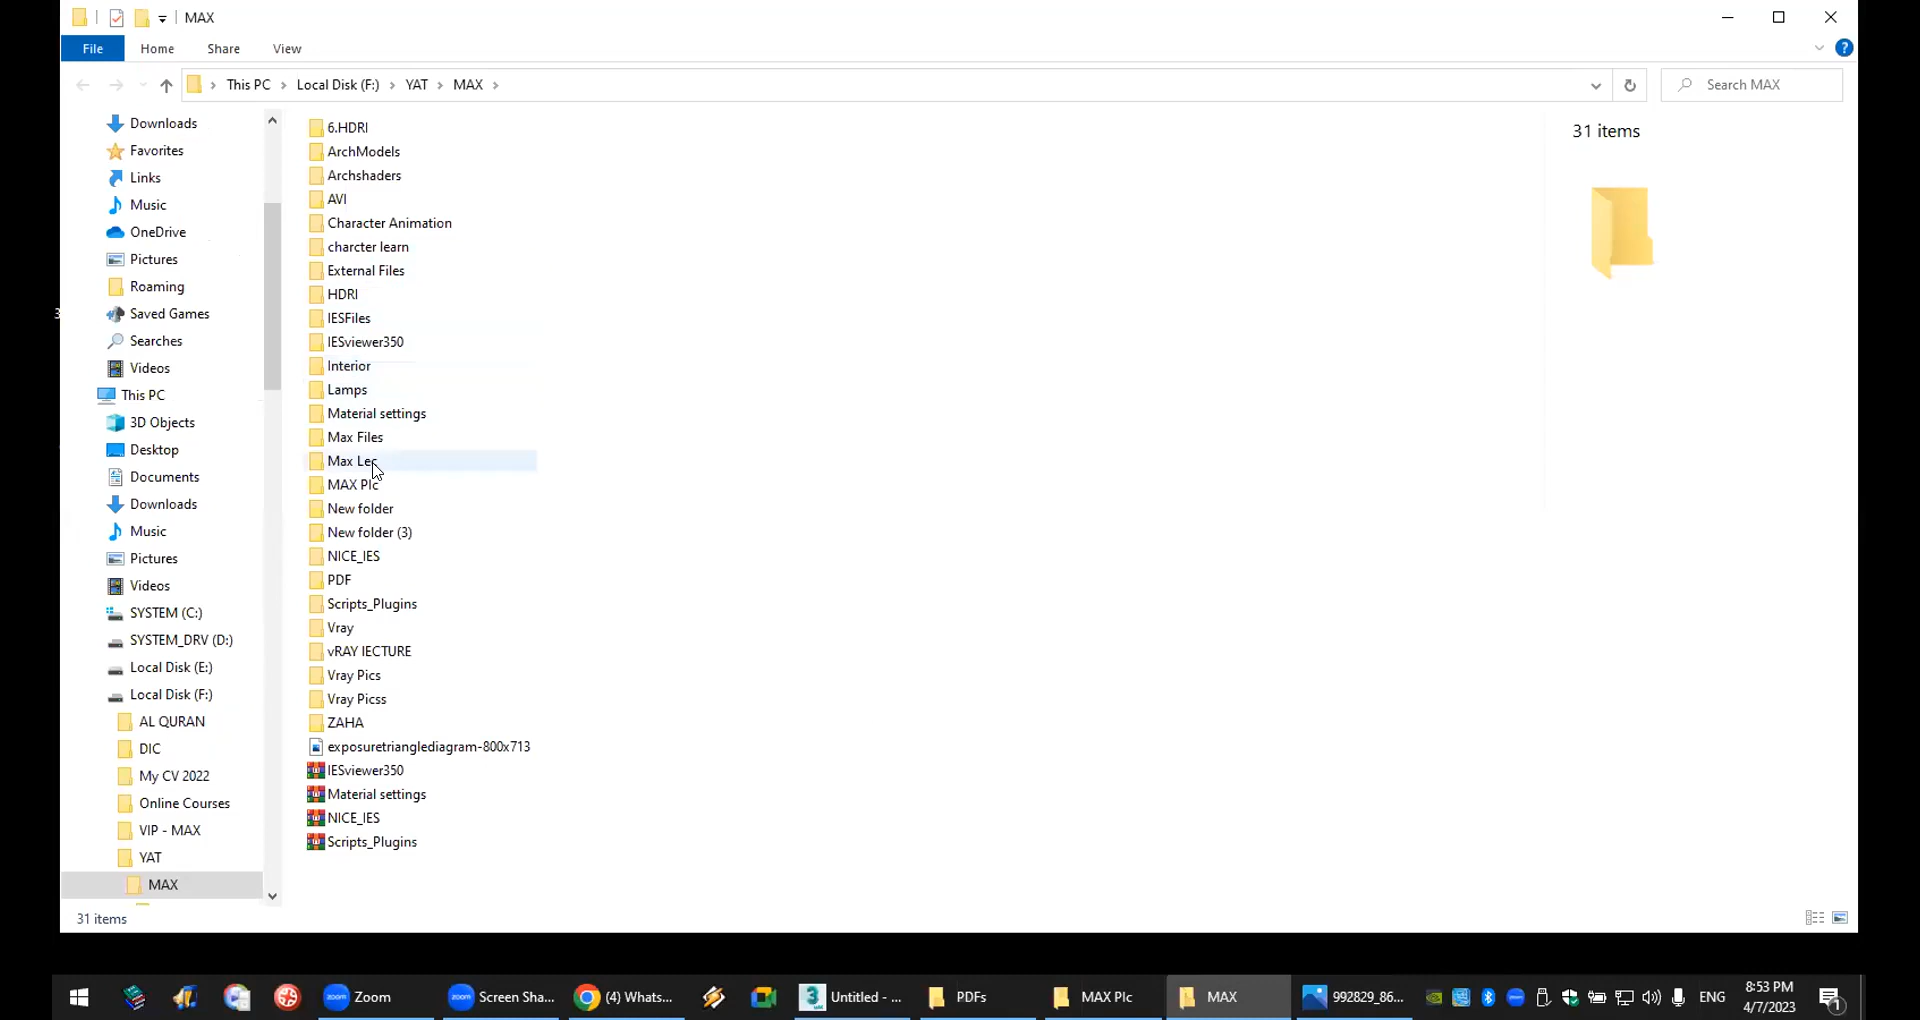 MAX
File Home Share View
This PC Local Disk (F:) YAT MAX
Search MAX
Downloads
Favorites
Links
Music
OneDrive
Pictures
Roaming
Saved Games
Searches
Videos
This PC
3D Objects
Desktop
Documents
Downloads
Music
Pictures
Videos
SYSTEM (C:)
SYSTEM_DRV (D:)
Local Disk (E:)
Local Disk (F:)
AL QURAN
DIC
My CV 2022
Online Courses
VIP - MAX
YAT
MAX
6.HDRI
ArchModels
Archshaders
AVI
Character Animation
charcter learn
External Files
HDRI
IESFiles
IESviewer350
Interior
Lamps
Material settings
Max Files
Max Lec
MAX PIc
New folder
New folder (3)
NICE_IES
PDF
Scripts_Plugins
Vray
vRAY lECTURE
Vray Pics
Vray Picss
ZAHA
exposuretrianglediagram-800x713
IESviewer350
Material settings
NICE_IES
Scripts_Plugins
31 items
31 items
Zoom
Screen Sha...
(4) Whats...
Untitled - ...
PDFs
MAX PIc
MAX
992829_86...
ENG
8:53 PM
4/7/2023
1